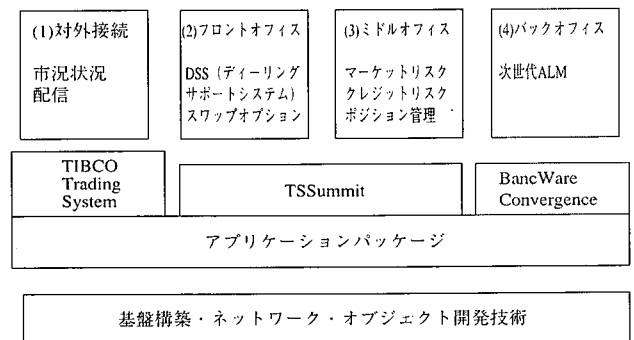 (1)対外接続
市況状況
配信
(2)フロントオフィス
DSS（ディーリング
サポートシステム）
スワップオプション
(3)ミドルオフィス
マーケットリスク
クレジットリスク
ポジション管理
(4)バックオフィス
次世代ALM
TIBCO
Trading
System
TSSummit
BancWare
Convergence
アプリケーションパッケージ
基盤構築・ネットワーク・オブジェクト開発技術